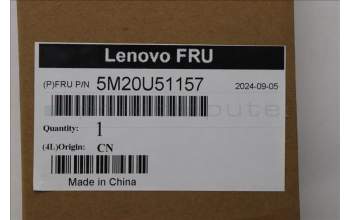 Lenovo FRU
(P)FRU P/N 5M20U51157 2024-09-05
Quantity: 1
(4L)Origin: CN
Made in China